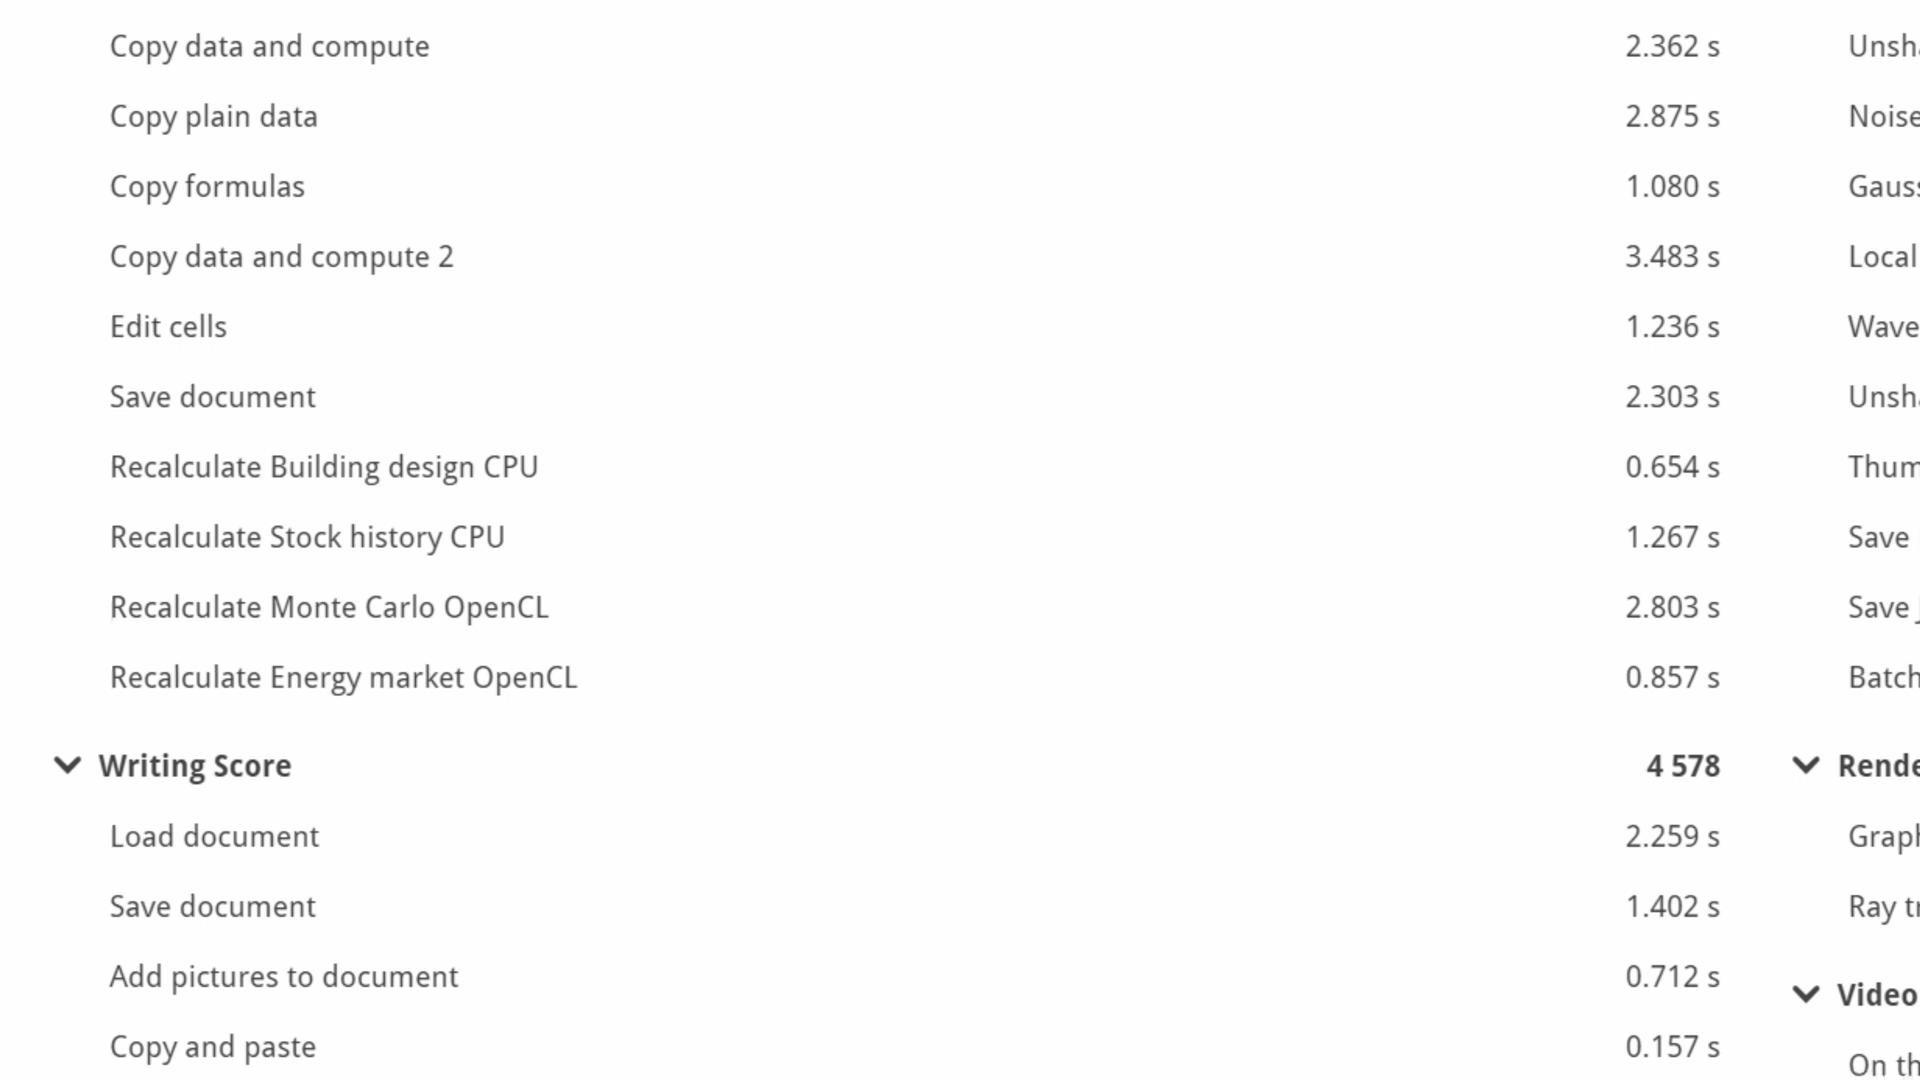 Copy data and compute 2.362 s
Copy plain data 2.875 s
Copy formulas 1.080 s
Copy data and compute 2 3.483 s
Edit cells 1.236 s
Save document 2.303 s
Recalculate Building design CPU 0.654 s
Recalculate Stock history CPU 1.267 s
Recalculate Monte Carlo OpenCL 2.803 s
Recalculate Energy market OpenCL 0.857 s
Writing Score 4 578
Load document 2.259 s
Save document 1.402 s
Add pictures to document 0.712 s
Copy and paste 0.157 s
Noise
Local
Save
Save
Batch
Ray
Video
On